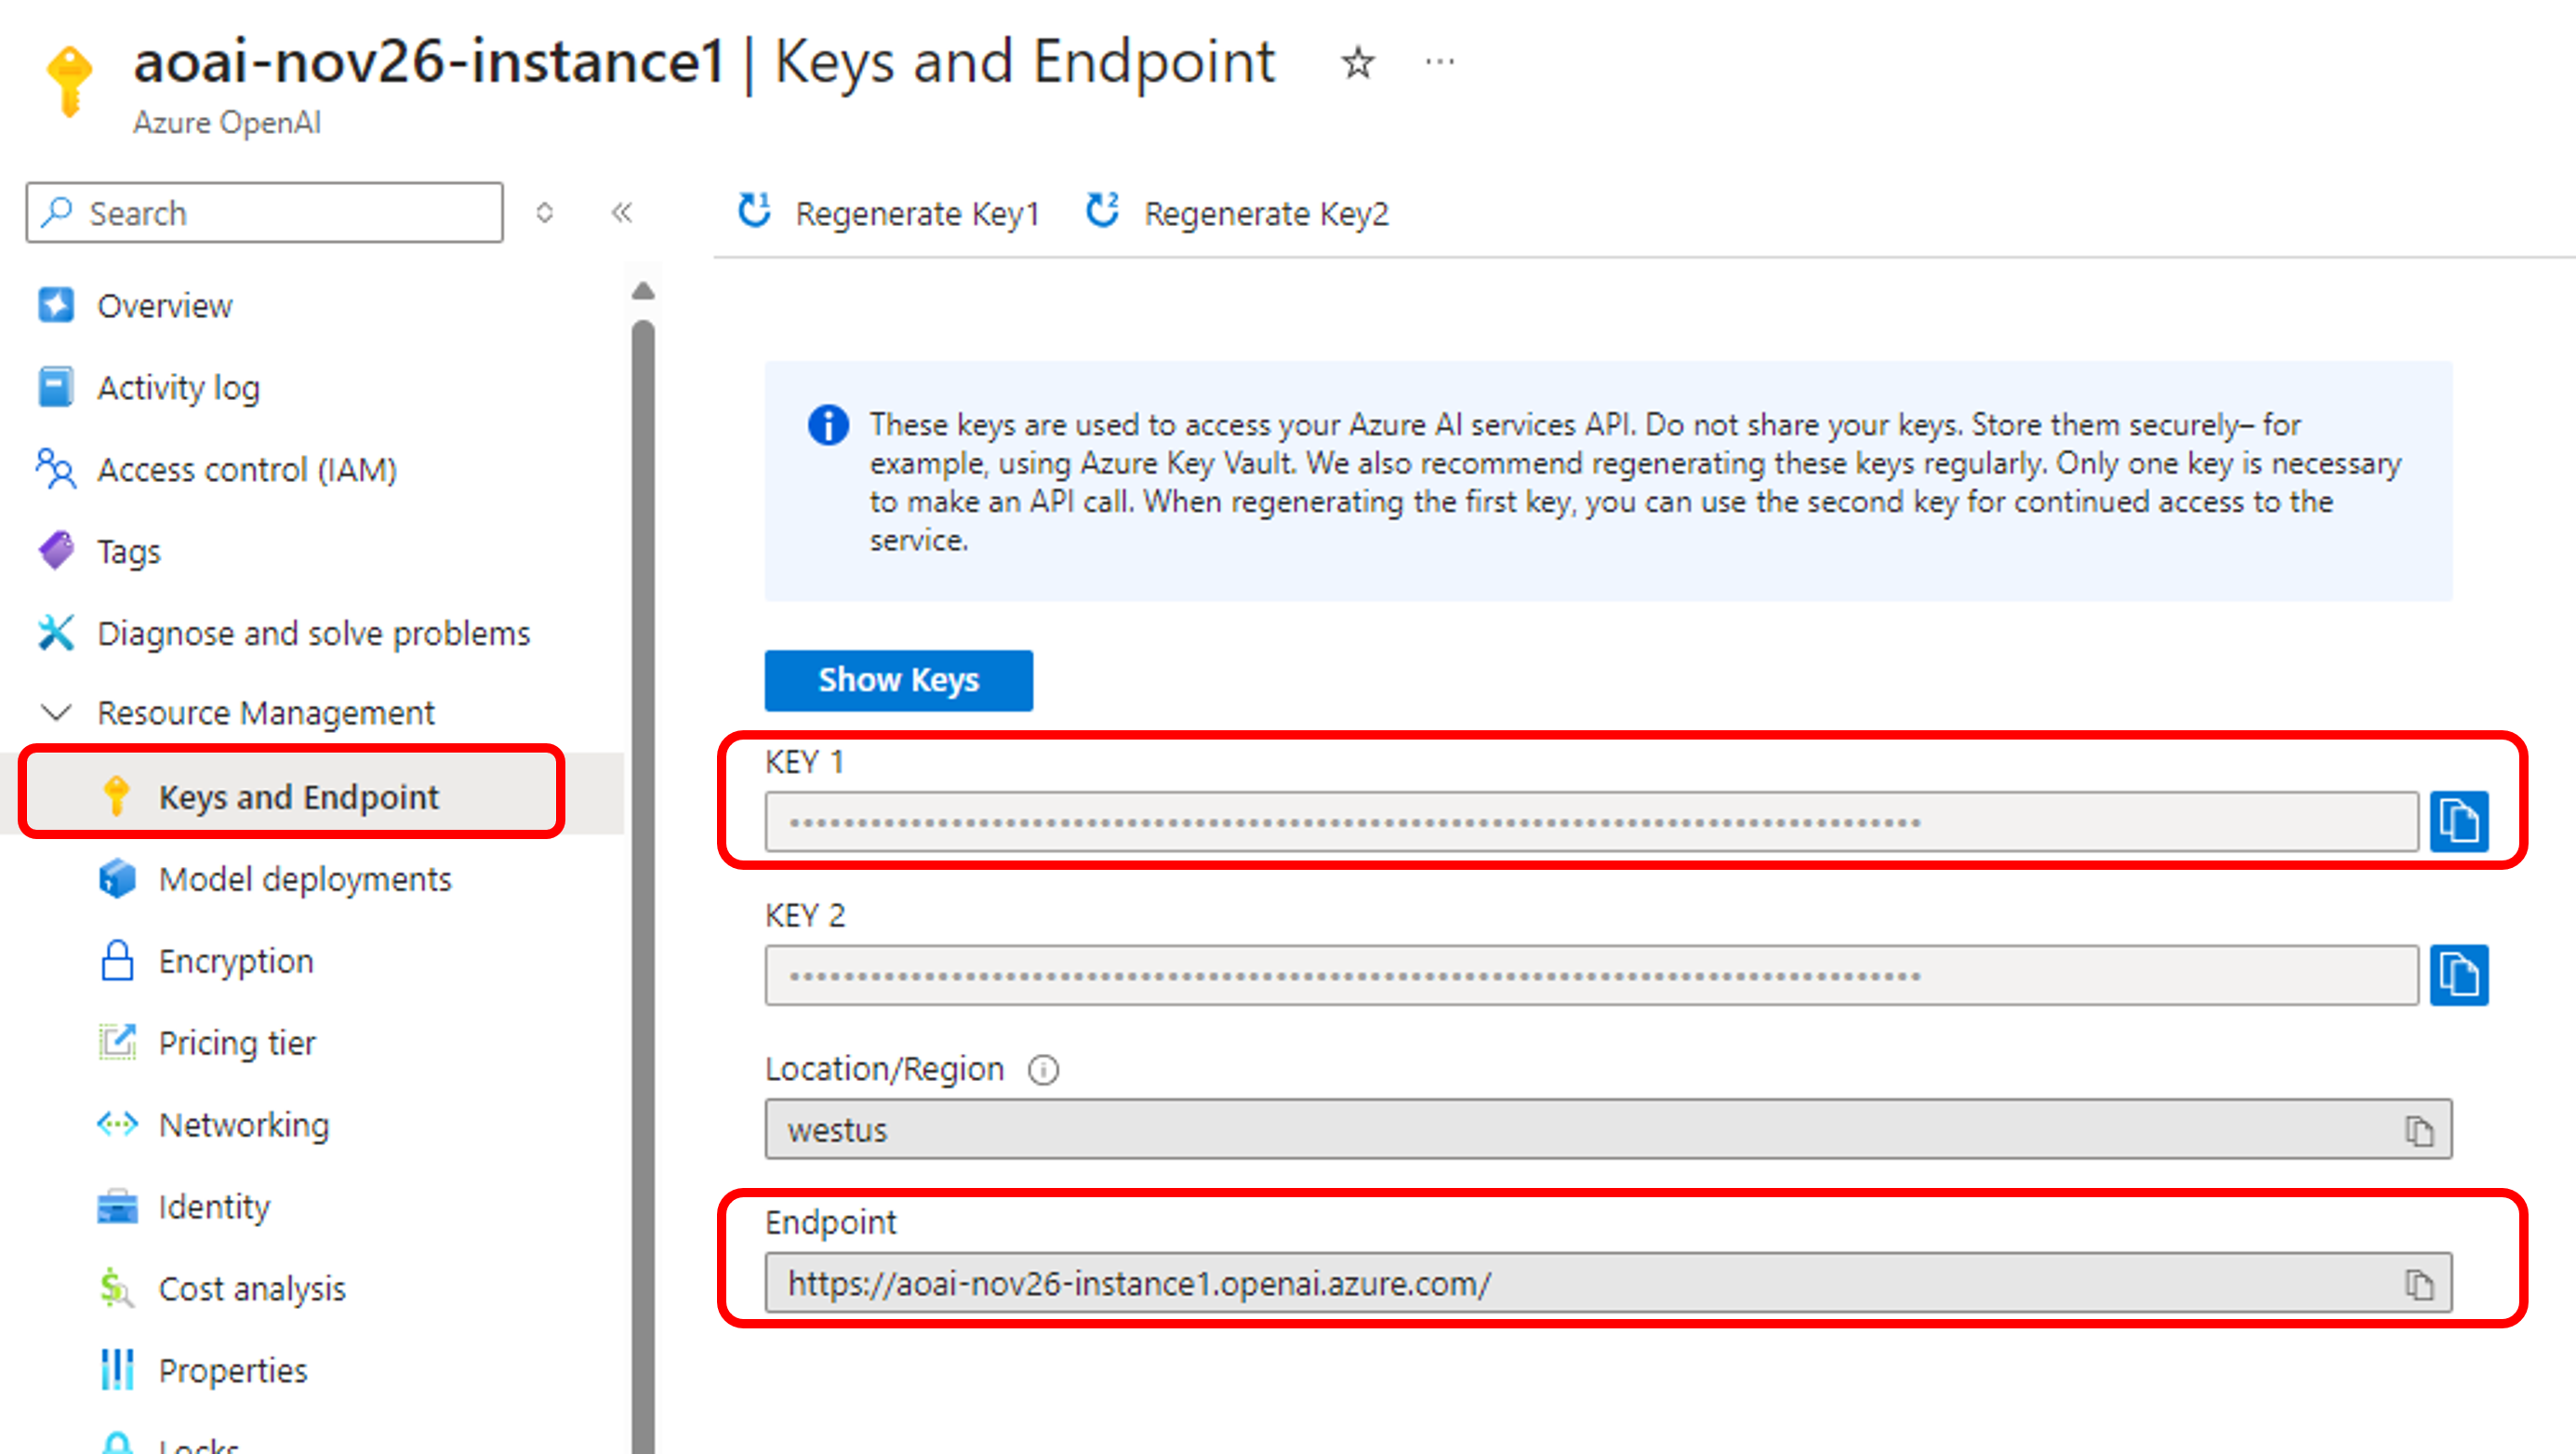 aoai-nov26-instance1 | Keys and Endpoint
Azure OpenAI
Search
Regenerate Key1
Regenerate Key2
Overview
Activity log
Access control (IAM)
Tags
Diagnose and solve problems
Resource Management
Keys and Endpoint
Model deployments
Encryption
Pricing tier
Networking
Identity
Cost analysis
Properties
Locks
These keys are used to access your Azure AI services API. Do not share your keys. Store them securely– for
example, using Azure Key Vault. We also recommend regenerating these keys regularly. Only one key is necessary
to make an API call. When regenerating the first key, you can use the second key for continued access to the
service.
Show Keys
KEY 1
KEY 2
Location/Region
westus
Endpoint
https://aoai-nov26-instance1.openai.azure.com/